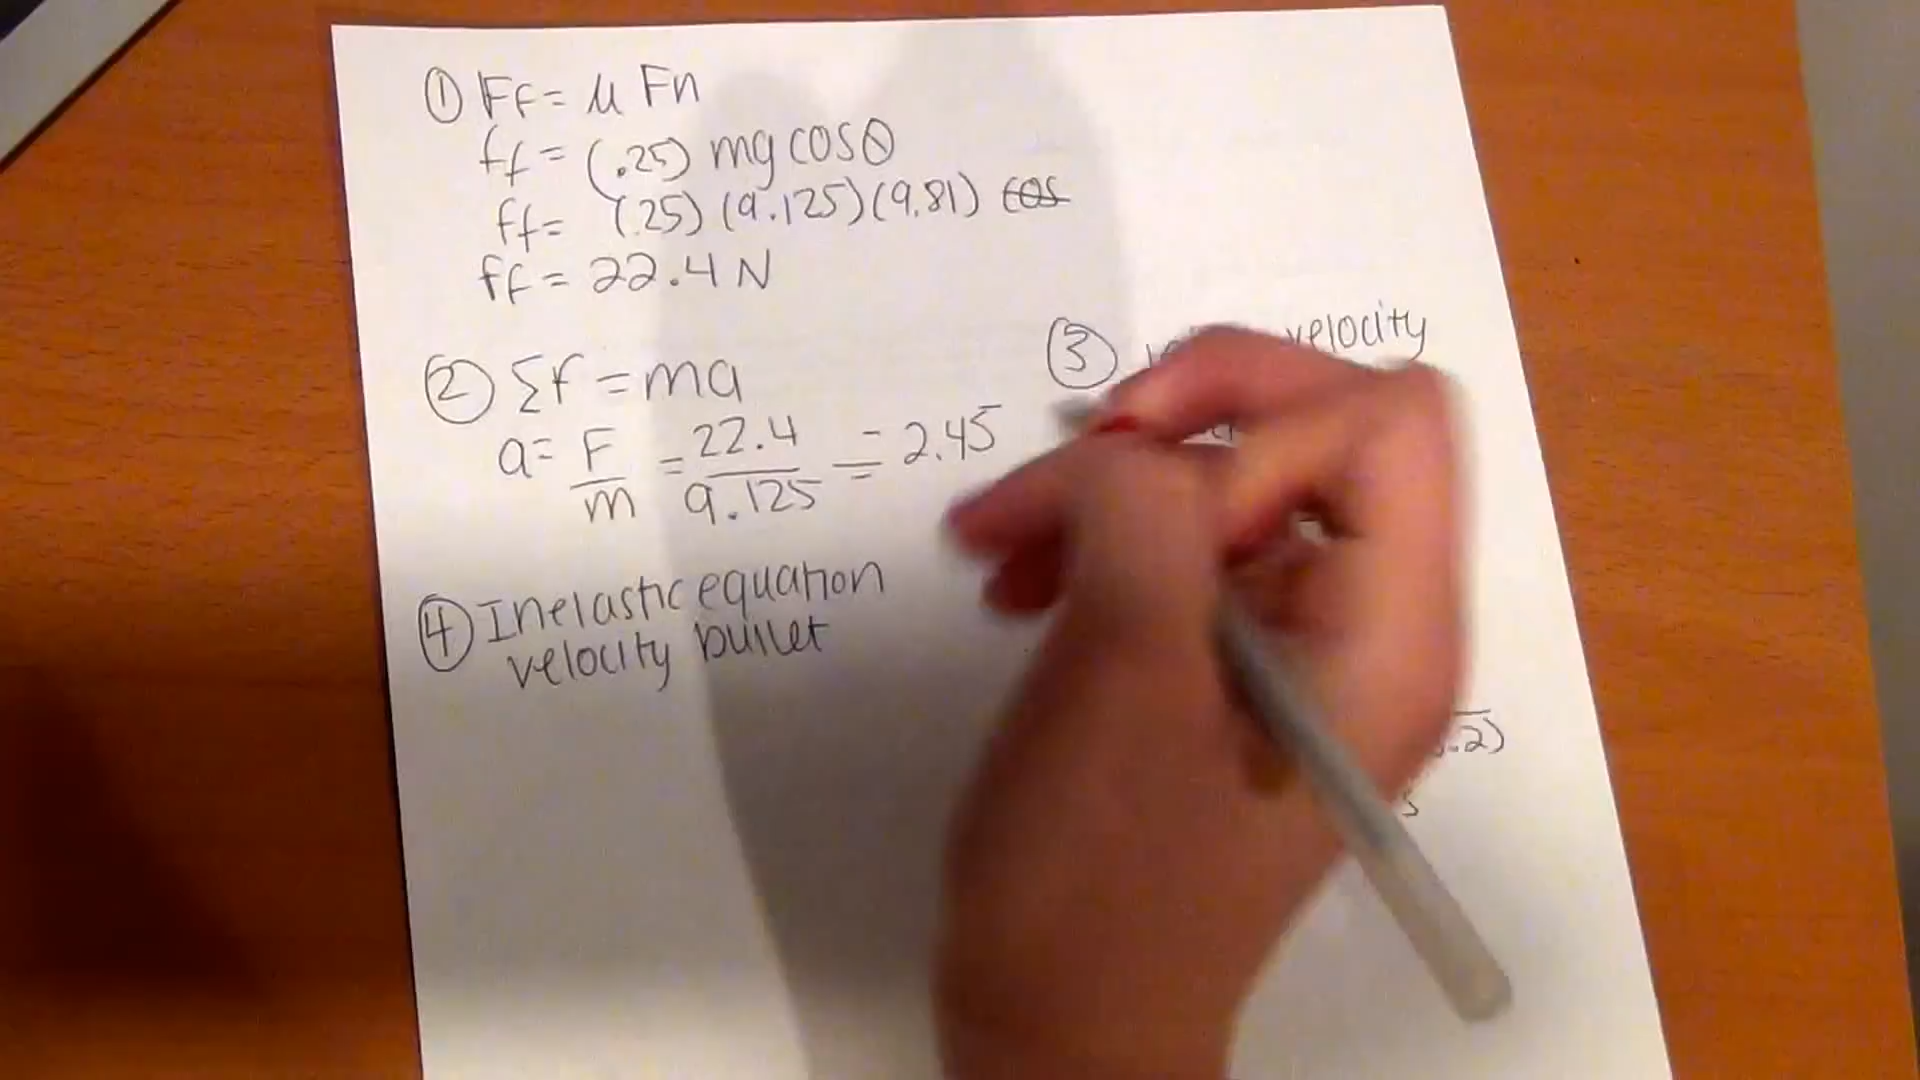 ① Ff = μ Fn
ff = (.25) mg cosθ
ff = (.25) (9.125) (9.81) cos
ff = 22.4 N
② Σf = ma
a = F/m = 22.4/9.125 = 2.45
③ velocity
.2)
s
④ Inelastic equation
velocity bullet